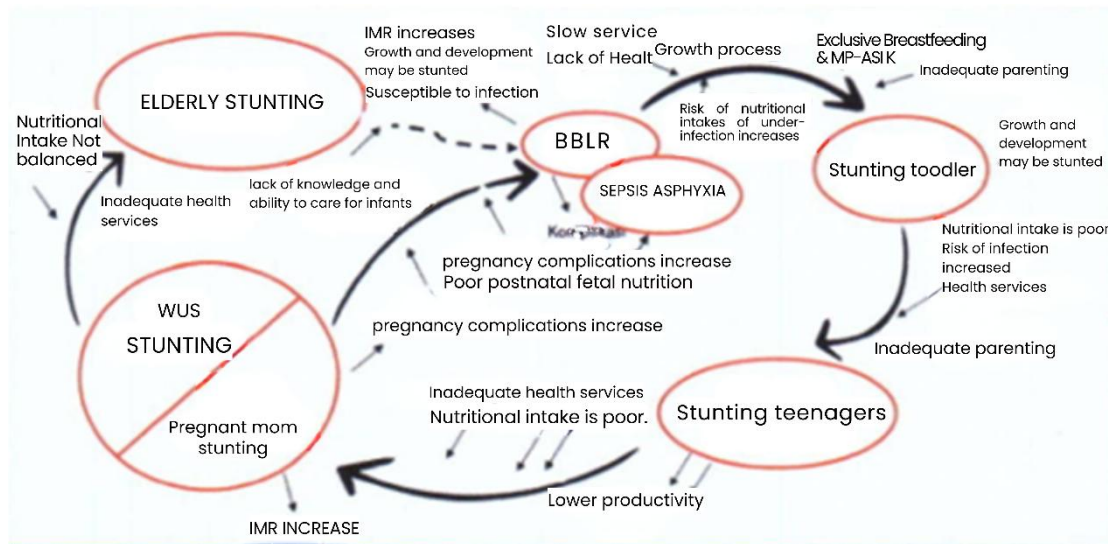 IMR increases
Growth and development
may be stunted
Susceptible to infection
Slow service
Lack of Healt
Growth process
Exclusive Breastfeeding
& MP-ASI K
Inadequate parenting
ELDERLY STUNTING
Nutritional
Intake Not
balanced
Risk of nutritional
intakes of under-
infection increases
BBLR
SEPSIS ASPHYXIA
Stunting toodler
Growth and
development
may be stunted
Inadequate health
services
lack of knowledge and
ability to care for infants
Nutritional intake is poor
Risk of infection
increased
Health services
pregnancy complications increase
Poor postnatal fetal nutrition
WUS
STUNTING
pregnancy complications increase
Inadequate parenting
Inadequate health services
Nutritional intake is poor.
Stunting teenagers
Pregnant mom
stunting
Lower productivity
IMR INCREASE